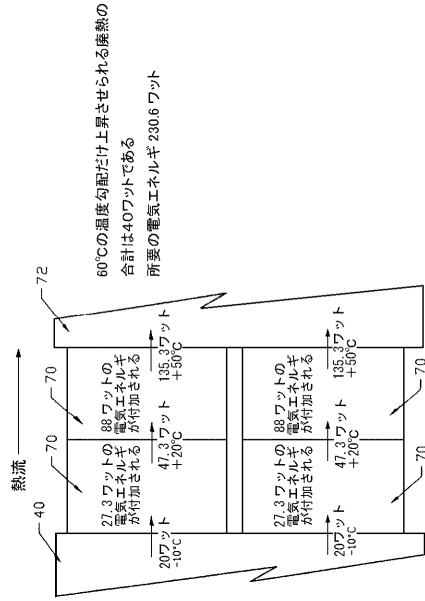 熱流
40
70
70
72
27.3ワットの
電気エネルギ
が付加される
88ワットの
電気エネルギ
が付加される
20ワット
-10°C
47.3ワット
+20°C
135.3ワット
+50°C
27.3ワットの
電気エネルギ
が付加される
88ワットの
電気エネルギ
が付加される
20ワット
-10°C
47.3ワット
+20°C
135.3ワット
+50°C
70
70
60°Cの温度勾配だけ上昇させられる廃熱の
合計は40ワットである
所要の電気エネルギ 230.6 ワット